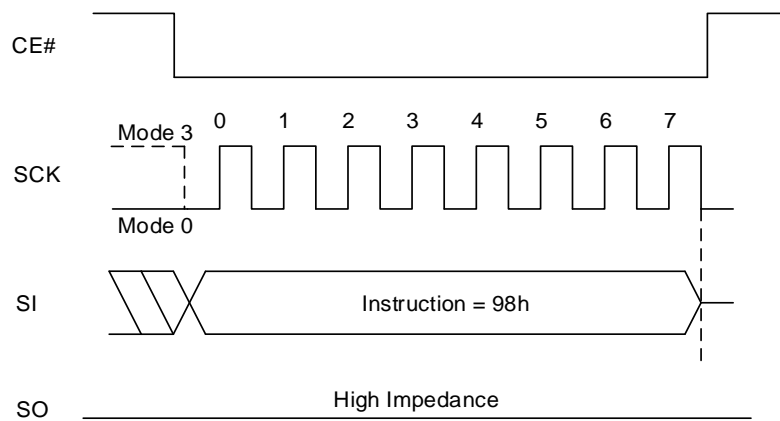 CE#
Mode 3
0 1 2 3 4 5 6 7
SCK
Mode 0
SI
Instruction = 98h
High Impedance
SO